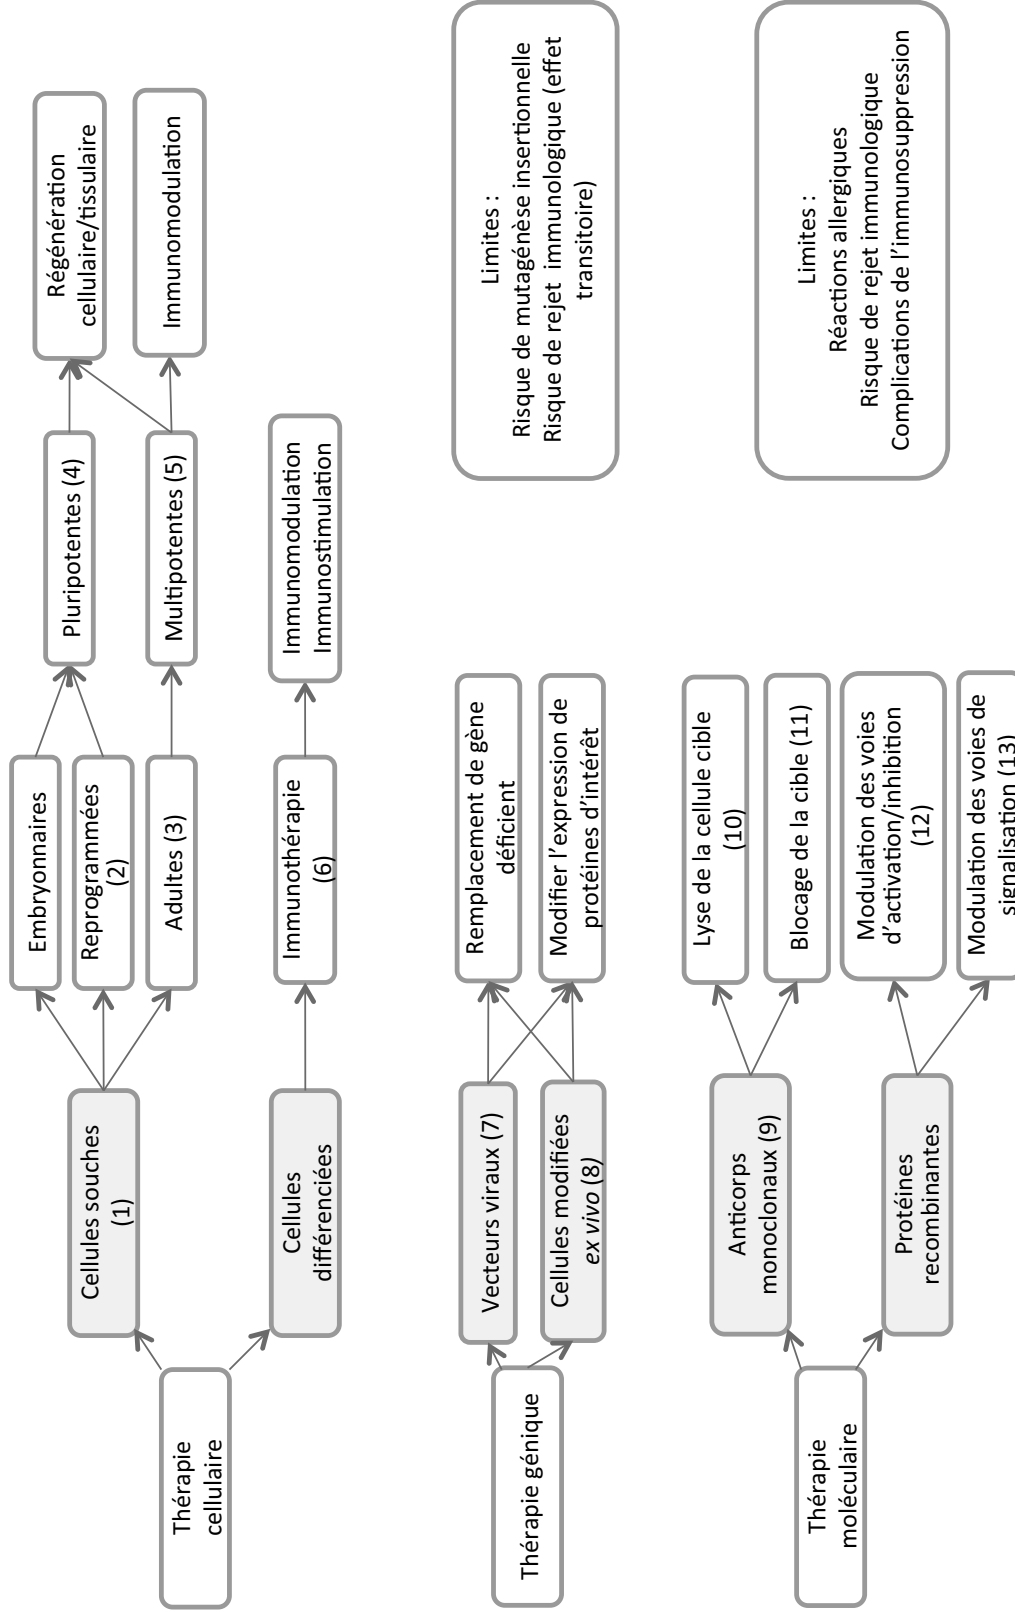 Thérapie
cellulaire
Cellules souches
(1)
Cellules
différenciées
Embryonnaires
Reprogrammées
(2)
Adultes (3)
Immunothérapie
(6)
Pluripotentes (4)
Multipotentes (5)
Immunomodulation
Immunostimulation
Régénération
cellulaire/tissulaire
Immunomodulation
Thérapie génique
Vecteurs viraux (7)
Cellules modifiées
ex vivo (8)
Remplacement de gène
déficient
Modifier l'expression de
protéines d'intérêt
Limites :
Risque de mutagénèse insertionnelle
Risque de rejet immunologique (effet
transitoire)
Thérapie
moléculaire
Anticorps
monoclonaux (9)
Protéines
recombinantes
Lyse de la cellule cible
(10)
Blocage de la cible (11)
Modulation des voies
d'activation/inhibition
(12)
Modulation des voies de
signalisation (13)
Limites :
Réactions allergiques
Risque de rejet immunologique
Complications de l'immunosuppression